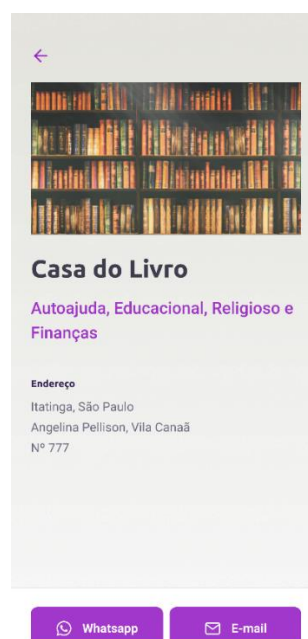 Casa do Livro
Autoajuda, Educacional, Religioso e
Finanças
Endereço
Itatinga, São Paulo
Angelina Pellison, Vila Canaã
Nº 777
Whatsapp
E-mail